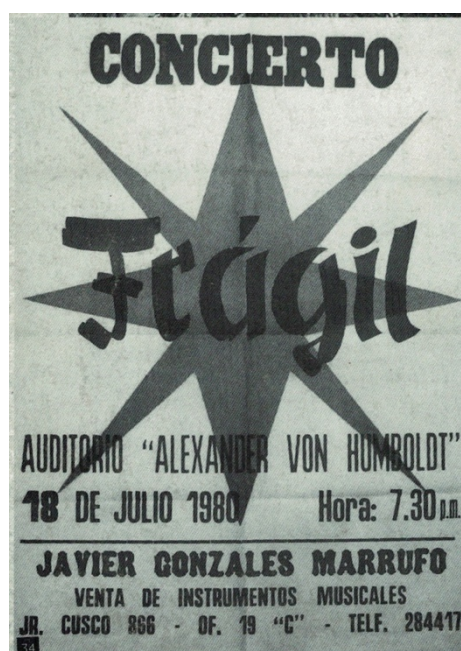 CONCIERTO
Frágil
AUDITORIO "ALEXANDER VON HUMBOLDT"
18 DE JULIO 1980 Hora: 7.30 p.m.
JAVIER GONZALES MARRUFO
VENTA DE INSTRUMENTOS MUSICALES
JR. CUSCO 866 - OF. 19 "C" - TELF. 284417
34